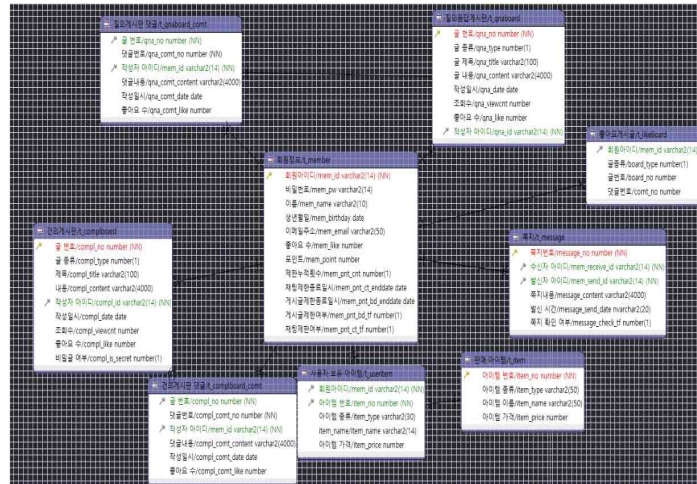 질의게시판 댓글/t_qnaboard_comt
글 번호/qna_no number (NN)
댓글번호/qna_comt_no number (NN)
작성자 아이디/mem_id varchar2(14) (NN)
댓글내용/qna_comt_content varchar2(4000)
작성일시/qna_comt_date date
좋아요 수/qna_comt_like number
질의응답게시판/t_qnaboard
글 번호/qna_no number (NN)
글 종류/qna_type number(1)
글 제목/qna_title varchar2(100)
글 내용/qna_content varchar2(4000)
작성일시/qna_date date
조회수/qna_viewcnt number
좋아요 수/qna_like number
작성자 아이디/qna_id varchar2(14) (NN)
좋아요게시글/t_likeBoard
회원아이디/mem_id varchar2(14) (NN)
글종류/board_type number(1)
글번호/board_no number
댓글번호/comt_no number
회원정보/t_member
회원아이디/mem_id varchar2(14) (NN)
비밀번호/mem_pw varchar2(14)
이름/mem_name varchar2(10)
생년월일/mem_birthday date
이메일주소/mem_email varchar2(50)
좋아요 수/mem_like number
포인트/mem_point number
제한누적횟수/mem_pnt_cnt number(1)
채팅제한종료일시/mem_pnt_ct_enddate date
게시글제한종료일시/mem_pnt_bd_enddate date
게시글제한여부/mem_pnt_bd_tf number(1)
채팅제한여부/mem_pnt_ct_tf number(1)
건의게시판/t_complboard
글 번호/compl_no number (NN)
글 종류/compl_type number(1)
제목/compl_title varchar2(100)
내용/compl_content varchar2(4000)
작성자 아이디/compl_id varchar2(14) (NN)
작성일시/compl_date date
조회수/compl_viewcnt number
좋아요 수/compl_like number
비밀글 여부/compl_is_secret number(1)
쪽지/t_message
쪽지번호/message_no number (NN)
수신자 아이디/mem_receive_id varchar2(14) (NN)
발신자 아이디/mem_send_id varchar2(14) (NN)
쪽지내용/message_content varchar2(4000)
발신 시간/message_send_date nvarchar2(20)
쪽지 확인 여부/message_check_tf number(1)
건의게시판 댓글/t_complboard_comt
글 번호/compl_no number (NN)
댓글번호/compl_comt_no number (NN)
작성자 아이디/mem_id varchar2(14) (NN)
댓글내용/compl_comt_content varchar2(4000)
작성일시/compl_comt_date date
좋아요 수/compl_comt_like number
사용자 보유 아이템/t_useritem
회원아이디/mem_id varchar2(14) (NN)
아이템 번호/item_no number (NN)
아이템 종류/item_type varchar2(30)
item_name/item_name varchar2(14)
아이템 가격/item_price number
판매 아이템/t_item
아이템 번호/item_no number (NN)
아이템 종류/item_type varchar2(50)
아이템 이름/item_name varchar2(50)
아이템 가격/item_price number